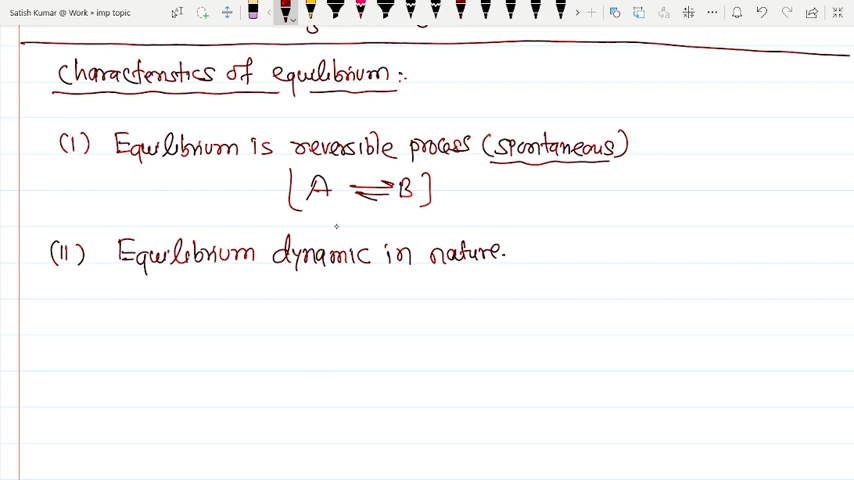 Satish Kumar @ Work » imp topic
Characteristics of equilibrium:.
(I) Equilibrium is reversible process (spontaneous)
[A ⇌ B]
(II) Equilibrium dynamic in nature.